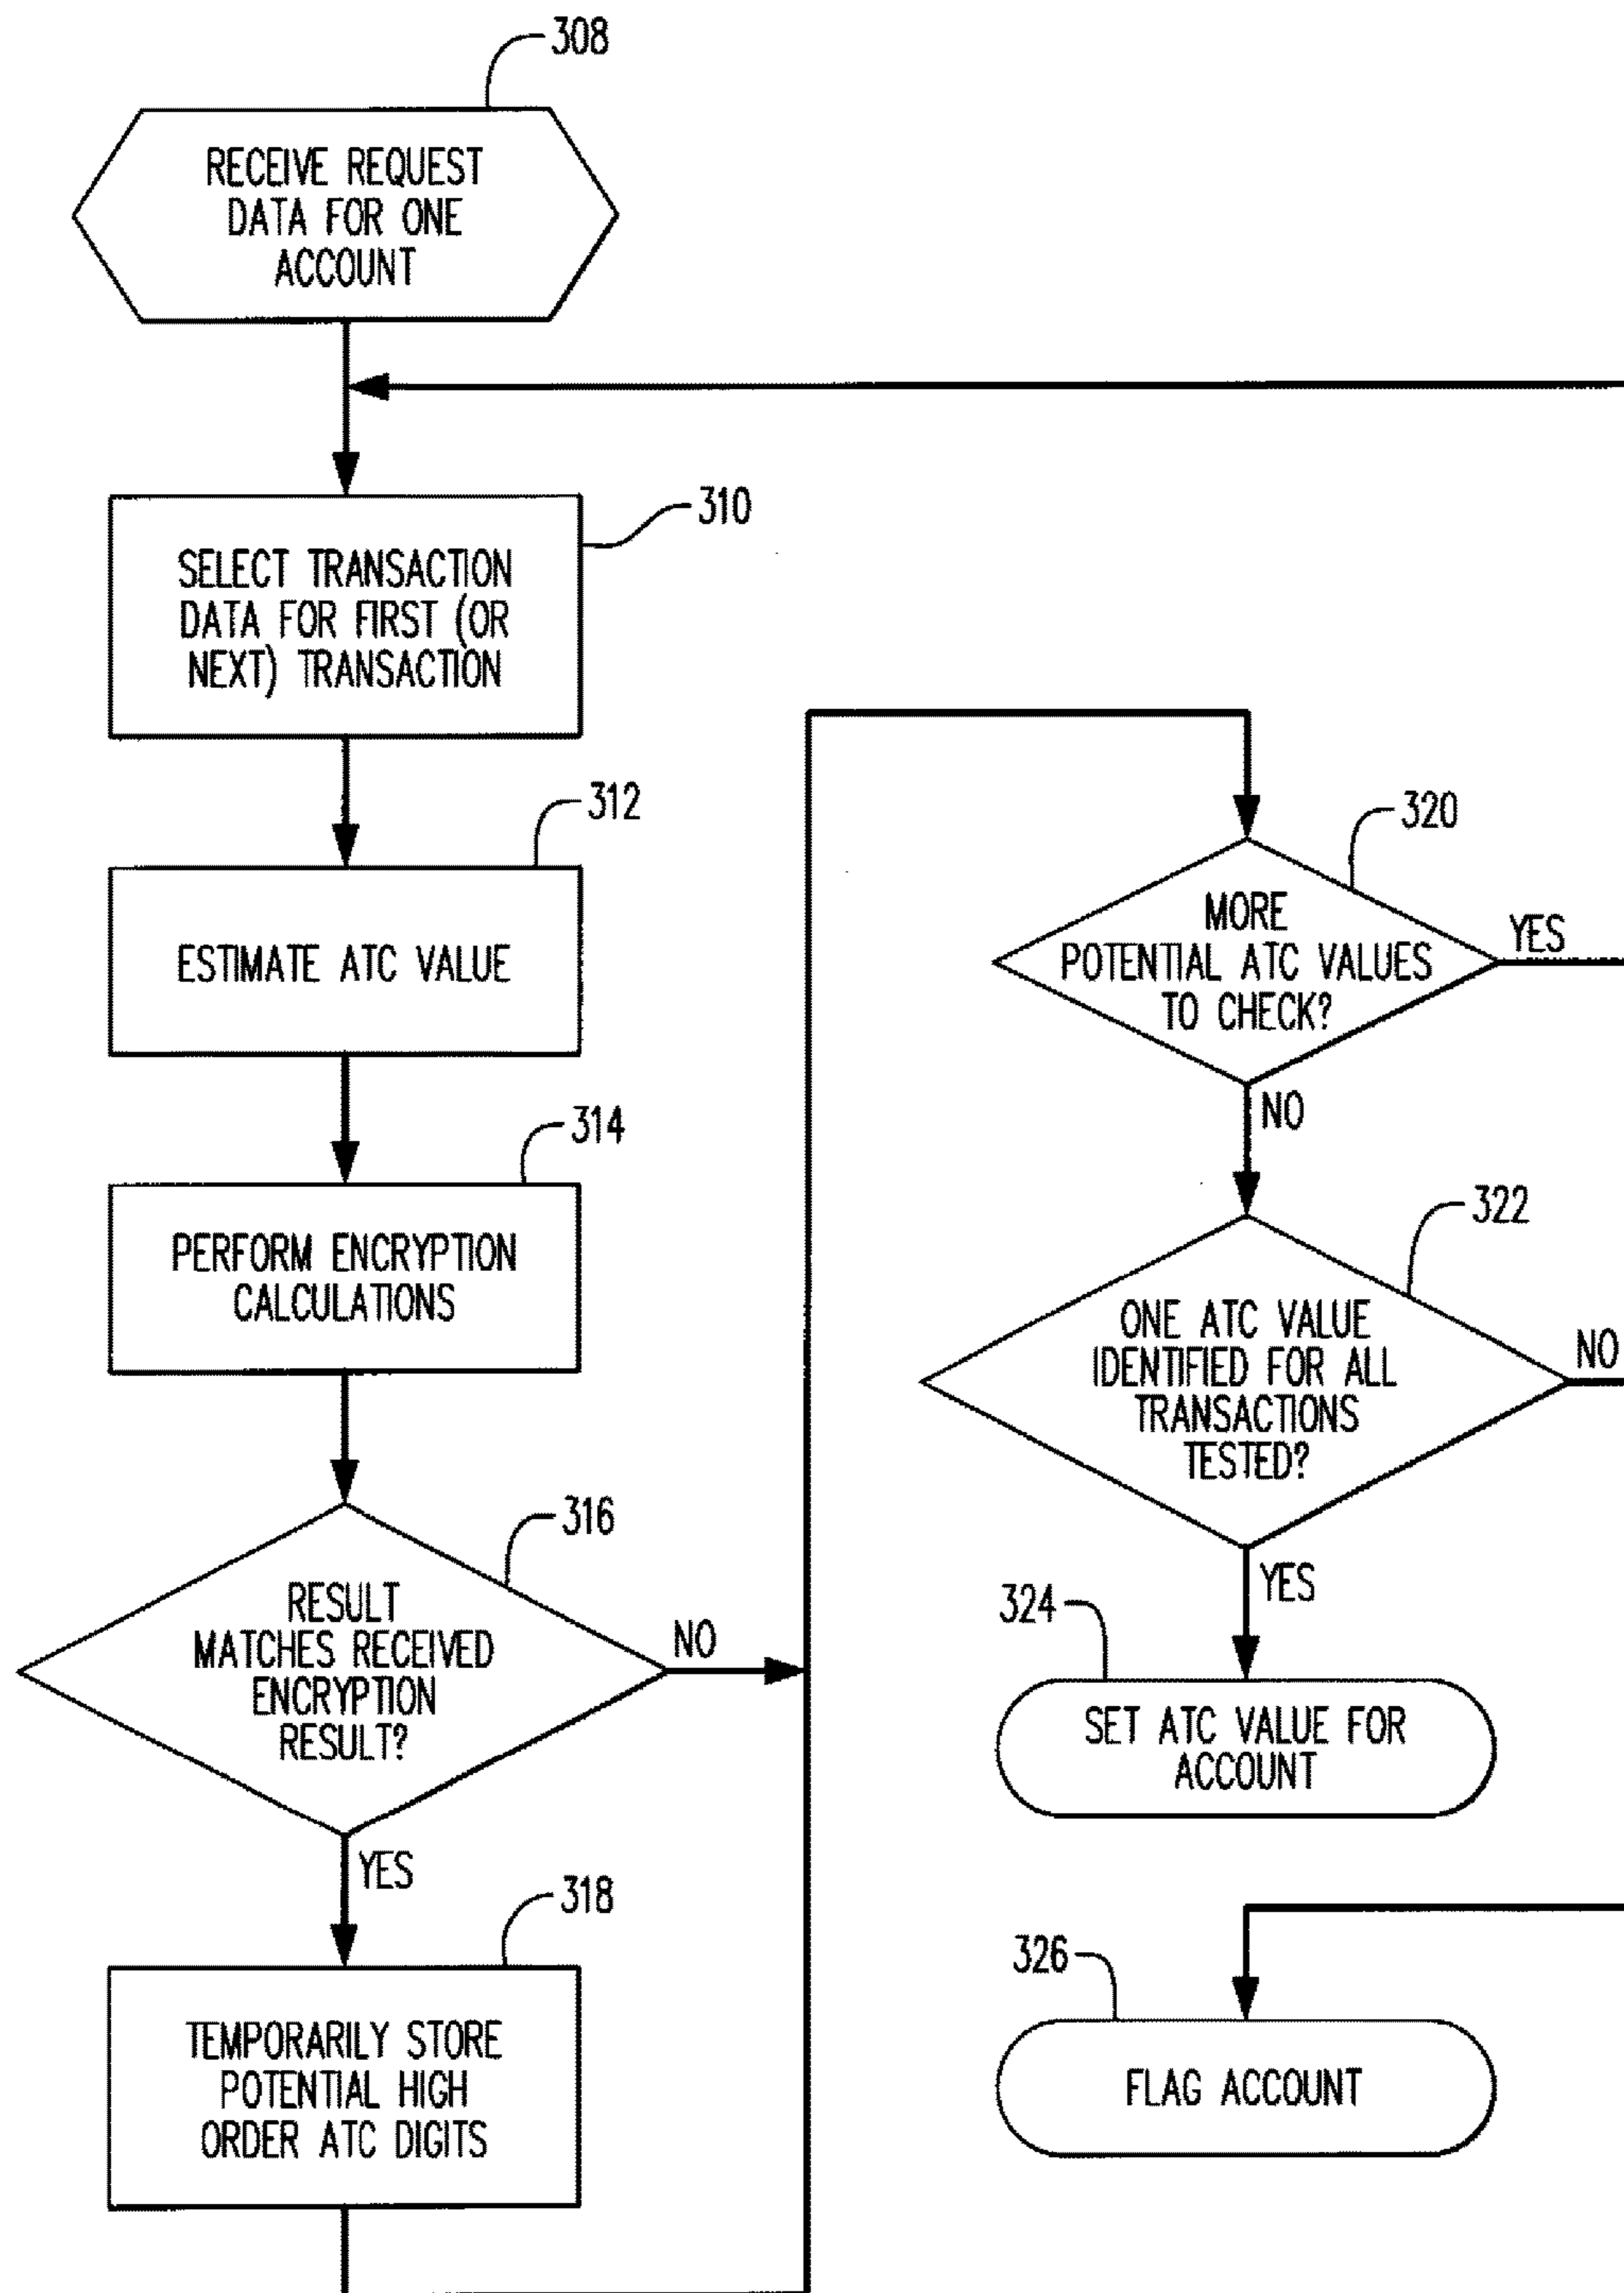 308
RECEIVE REQUEST
DATA FOR ONE
ACCOUNT
310
SELECT TRANSACTION
DATA FOR FIRST (OR
NEXT) TRANSACTION
312
ESTIMATE ATC VALUE
314
PERFORM ENCRYPTION
CALCULATIONS
316
RESULT
MATCHES RECEIVED
ENCRYPTION
RESULT?
NO
YES
318
TEMPORARILY STORE
POTENTIAL HIGH
ORDER ATC DIGITS
320
MORE
POTENTIAL ATC VALUES
TO CHECK?
YES
NO
322
ONE ATC VALUE
IDENTIFIED FOR ALL
TRANSACTIONS
TESTED?
NO
YES
324
SET ATC VALUE FOR
ACCOUNT
326
FLAG ACCOUNT